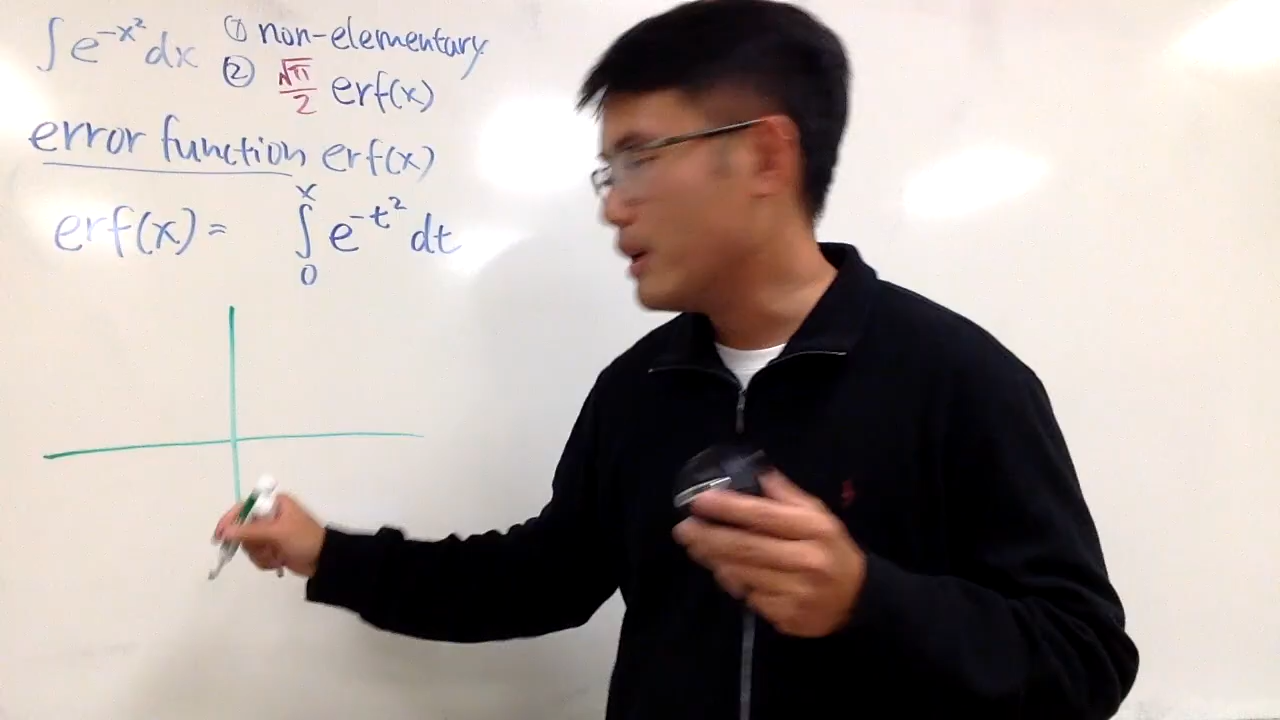 ∫e^{-x²}dx ① non-elementary
② √π/2 erf(x)
error function erf(x)
erf(x) = ∫₀ˣ e^{-t²} dt